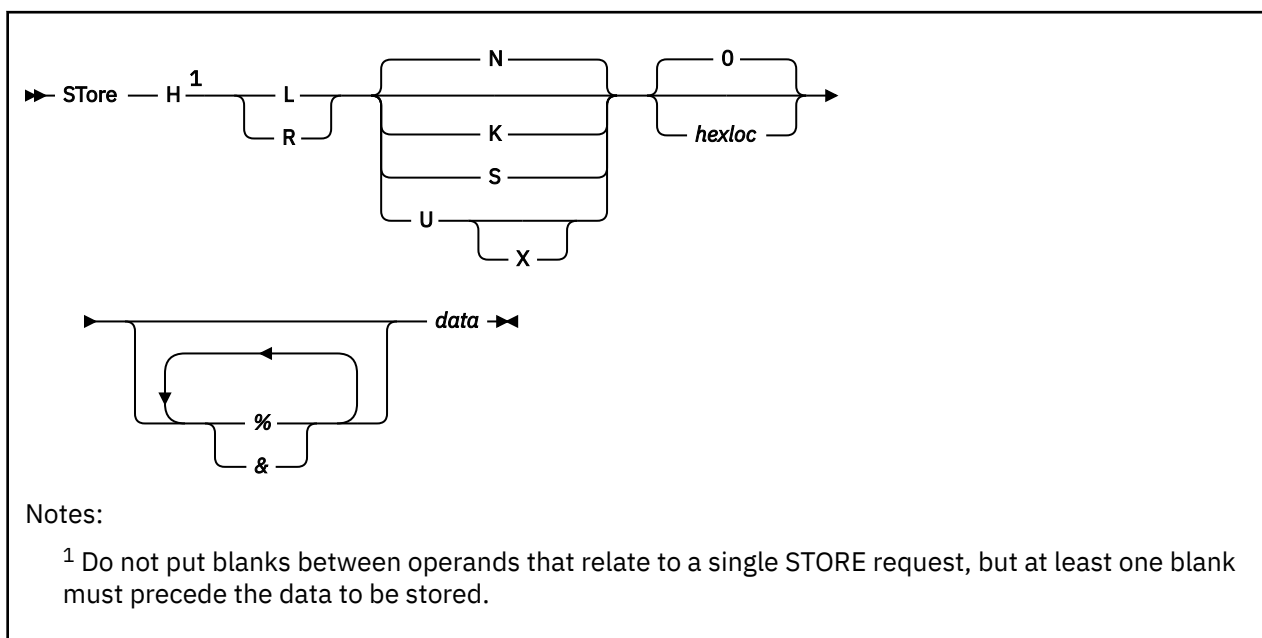 N 0
STore H 1 L
R K hexloc
S
U
X
data
%
&
Notes:
1 Do not put blanks between operands that relate to a single STORE request, but at least one blank
must precede the data to be stored.